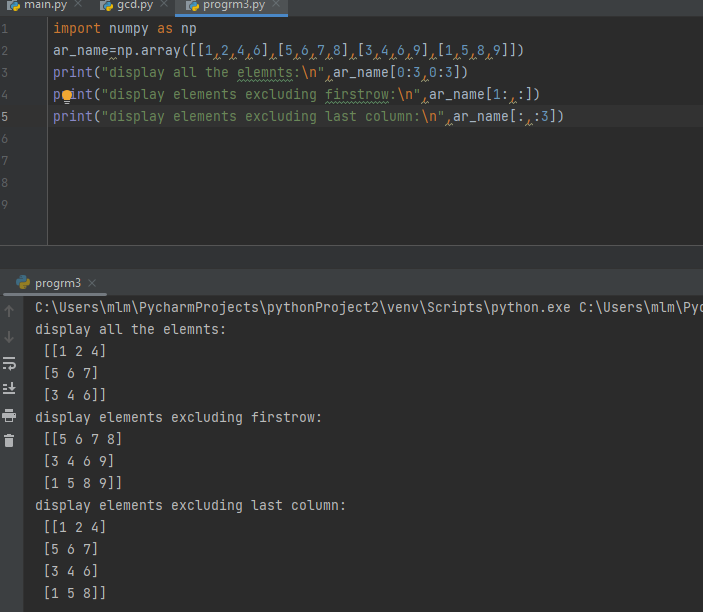 main.py gcd.py progrm3.py
1 import numpy as np
2 ar_name=np.array([[1,2,4,6],[5,6,7,8],[3,4,6,9],[1,5,8,9]])
3 print("display all the elemnts:\n",ar_name[0:3,0:3])
4 print("display elements excluding firstrow:\n",ar_name[1:,:])
5 print("display elements excluding last column:\n",ar_name[:,:3])
6
7
8
9
progrm3
C:\Users\mlm\PycharmProjects\pythonProject2\venv\Scripts\python.exe C:\Users\mlm\Pyc
display all the elemnts:
[[1 2 4]
[5 6 7]
[3 4 6]]
display elements excluding firstrow:
[[5 6 7 8]
[3 4 6 9]
[1 5 8 9]]
display elements excluding last column:
[[1 2 4]
[5 6 7]
[3 4 6]
[1 5 8]]